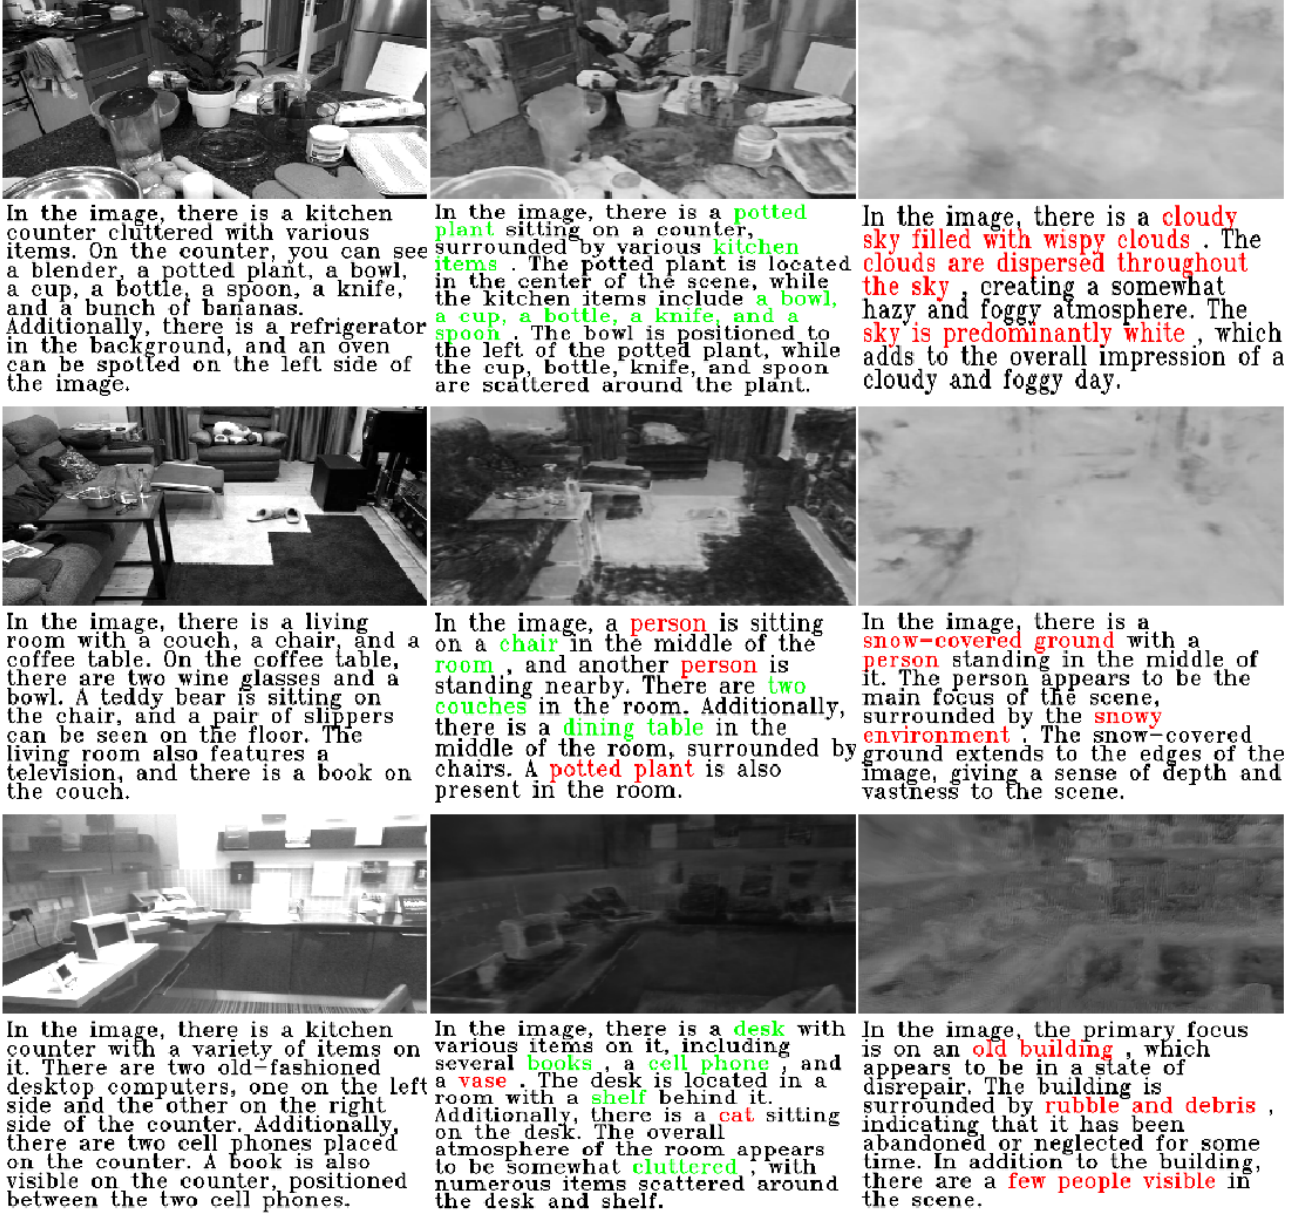 In the image, there is a kitchen
counter cluttered with various
items. On the counter, you can see
a blender, a potted plant, a bowl,
a cup, a bottle, a spoon, a knife,
and a bunch of bananas.
Additionally, there is a refrigerator
in the background, and an oven
can be spotted on the left side of
the image.
In the image, there is a potted
plant sitting on a counter,
surrounded by various kitchen
items . The potted plant is located
in the center of the scene, while
the kitchen items include a bowl,
a cup, a bottle, a knife, and a
spoon . The bowl is positioned to
the left of the potted plant, while
the cup, bottle, knife, and spoon
are scattered around the plant.
In the image, there is a cloudy
sky filled with wispy clouds . The
clouds are dispersed throughout
the sky , creating a somewhat
hazy and foggy atmosphere. The
sky is predominantly white , which
adds to the overall impression of a
cloudy and foggy day.
In the image, there is a living
room with a couch, a chair, and a
coffee table. On the coffee table,
there are two wine glasses and a
bowl. A teddy bear is sitting on
the chair, and a pair of slippers
can be seen on the floor. The
living room also features a
television, and there is a book on
the couch.
In the image, a person is sitting
on a chair in the middle of the
room , and another person is
standing nearby. There are two
couches in the room. Additionally,
there is a dining table in the
middle of the room, surrounded by
chairs. A potted plant is also
present in the room.
In the image, there is a
snow-covered ground with a
person standing in the middle of
it. The person appears to be the
main focus of the scene,
surrounded by the snowy
environment . The snow-covered
ground extends to the edges of the
image, giving a sense of depth and
vastness to the scene.
In the image, there is a kitchen
counter with a variety of items on
it. There are two old-fashioned
desktop computers, one on the left
side and the other on the right
side of the counter. Additionally,
there are two cell phones placed
on the counter. A book is also
visible on the counter, positioned
between the two cell phones.
In the image, there is a desk with
various items on it, including
several books , a cell phone , and
a vase . The desk is located in a
room with a shelf behind it.
Additionally, there is a cat sitting
on the desk. The overall
atmosphere of the room appears
to be somewhat cluttered , with
numerous items scattered around
the desk and shelf.
In the image, the primary focus
is on an old building , which
appears to be in a state of
disrepair. The building is
surrounded by rubble and debris ,
indicating that it has been
abandoned or neglected for some
time. In addition to the building,
there are a few people visible in
the scene.